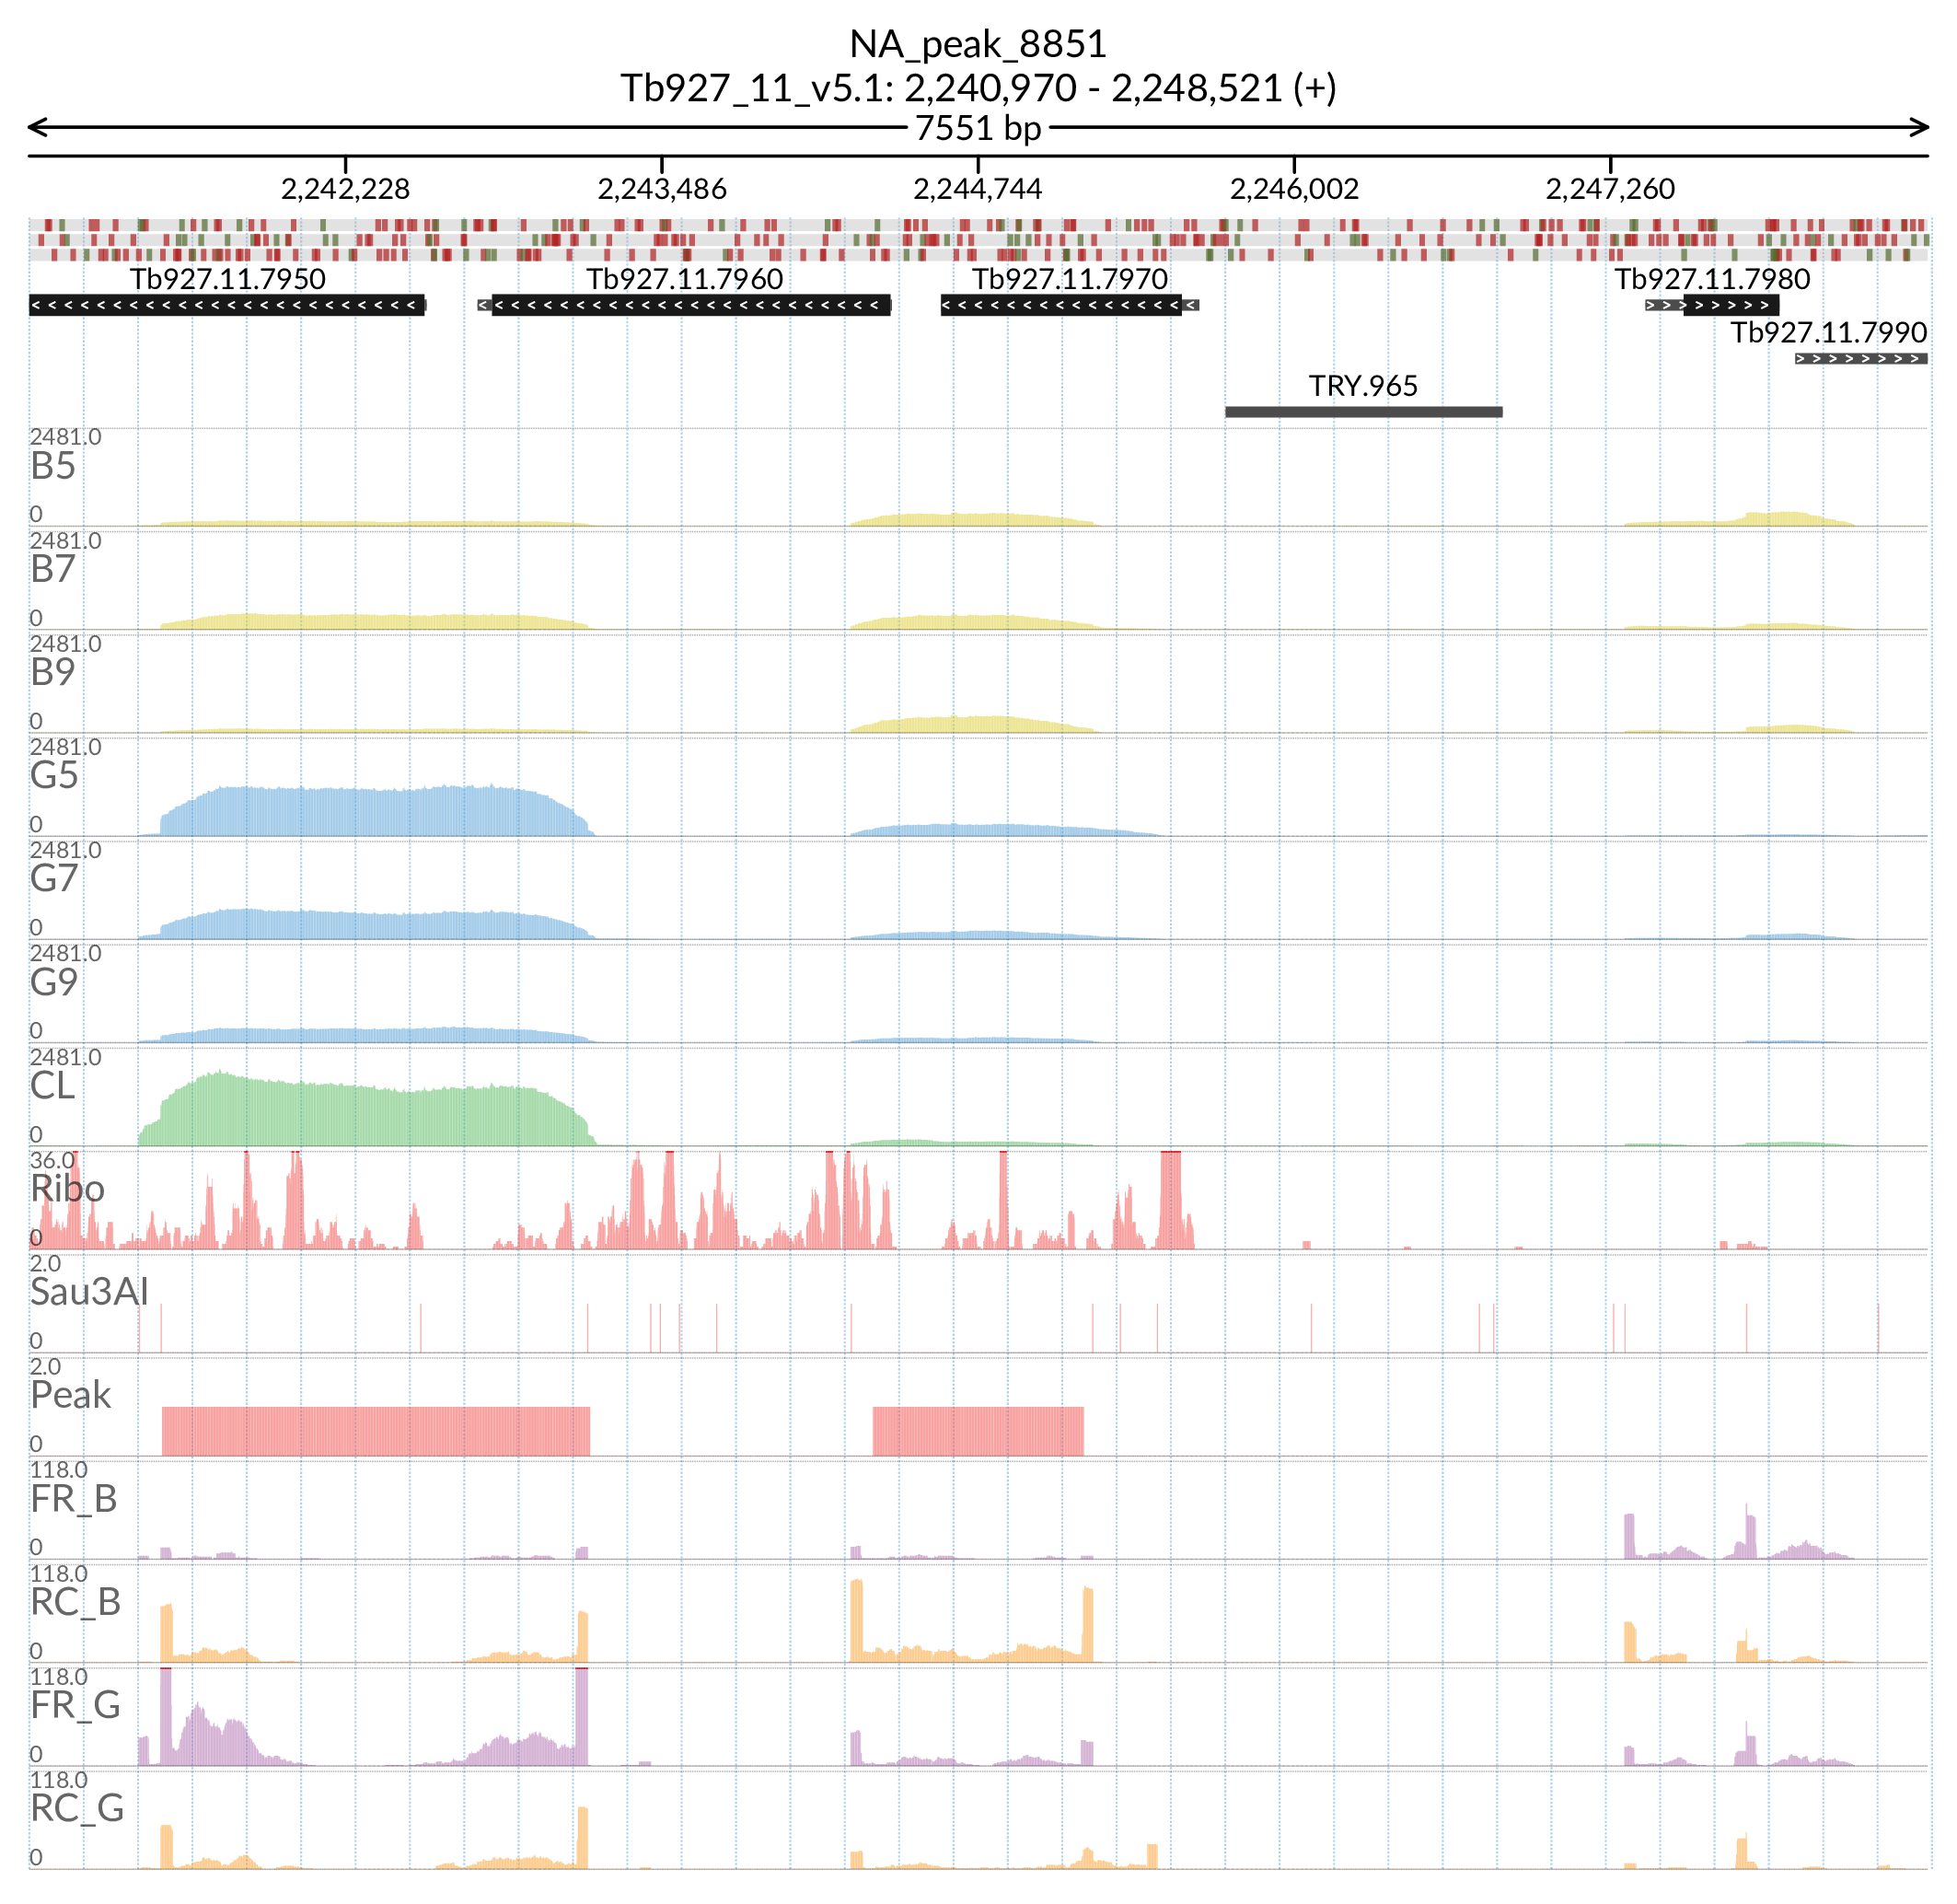 NA_peak_8851
Tb927_11_v5.1: 2,240,970 - 2,248,521 (+)
7551 bp
2,242,228 2,243,486 2,244,744 2,246,002 2,247,260
Tb927.11.7950 Tb927.11.7960 Tb927.11.7970 Tb927.11.7980
Tb927.11.7990
TRY.965
2481.0
B5
0
2481.0
B7
0
2481.0
B9
0
2481.0
G5
0
2481.0
G7
0
2481.0
G9
0
2481.0
CL
0
36.0
Ribo
0
2.0
Sau3AI
0
2.0
Peak
0
118.0
FR_B
0
118.0
RC_B
0
118.0
FR_G
0
118.0
RC_G
0